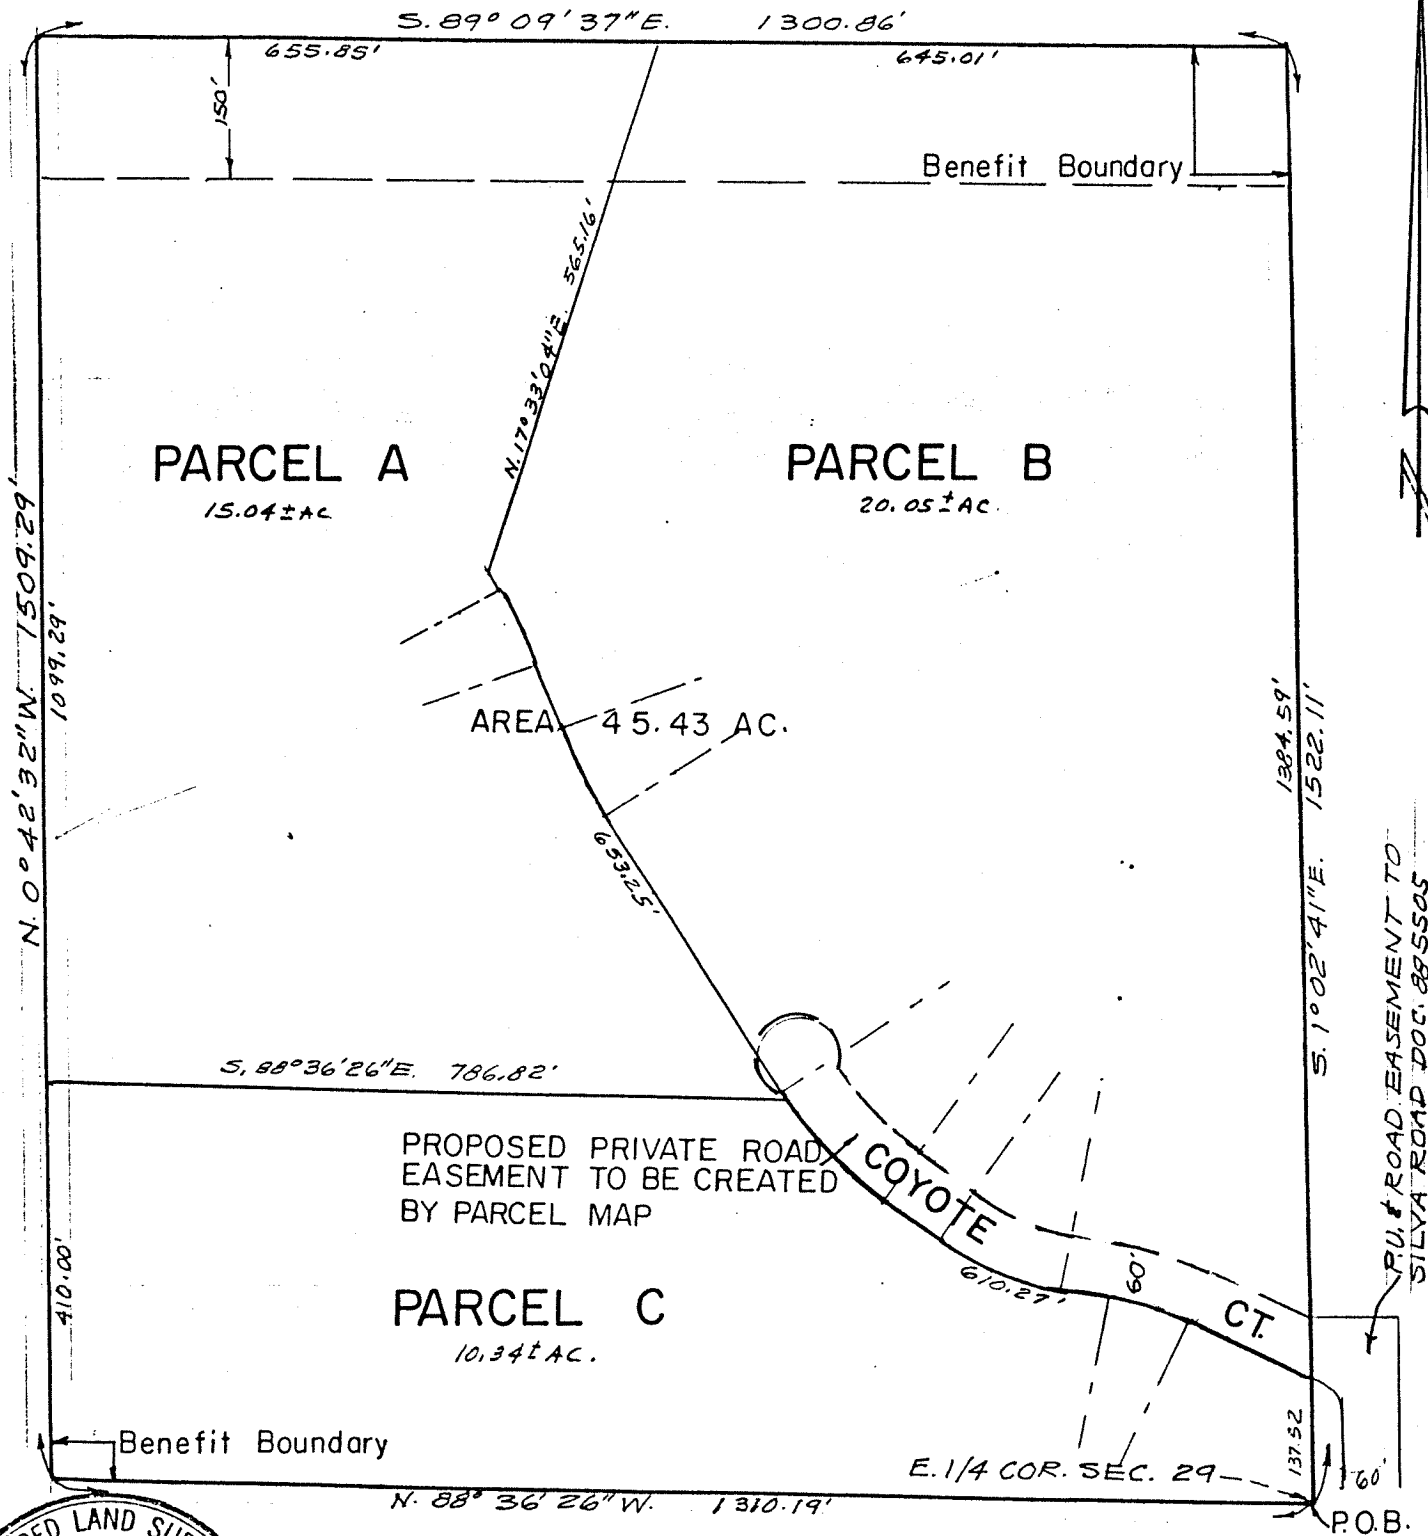 S. 89° 09' 37" E. 1300.86'
655.85'
645.01'
150'
Benefit Boundary
N. 17° 33' 04" E. 565.16'
PARCEL A
15.04 ± AC
PARCEL B
20.05 ± AC.
N. 0° 42' 32" W. 1509.29'
1099.29'
AREA 45.43 AC.
1384.59'
S. 1° 02' 41" E. 1522.11'
653.25'
P.U. & ROAD EASEMENT TO
SILVA ROAD DOC. 885505
S. 88° 36' 26" E. 786.82'
PROPOSED PRIVATE ROAD
EASEMENT TO BE CREATED
BY PARCEL MAP
COYOTE CT.
610.27'
60'
410.00'
PARCEL C
10.34 ± AC.
Benefit Boundary
E. 1/4 COR. SEC. 29
137.52
60'
N. 88° 36' 26" W. 1310.19'
P.O.B.
LAND
N